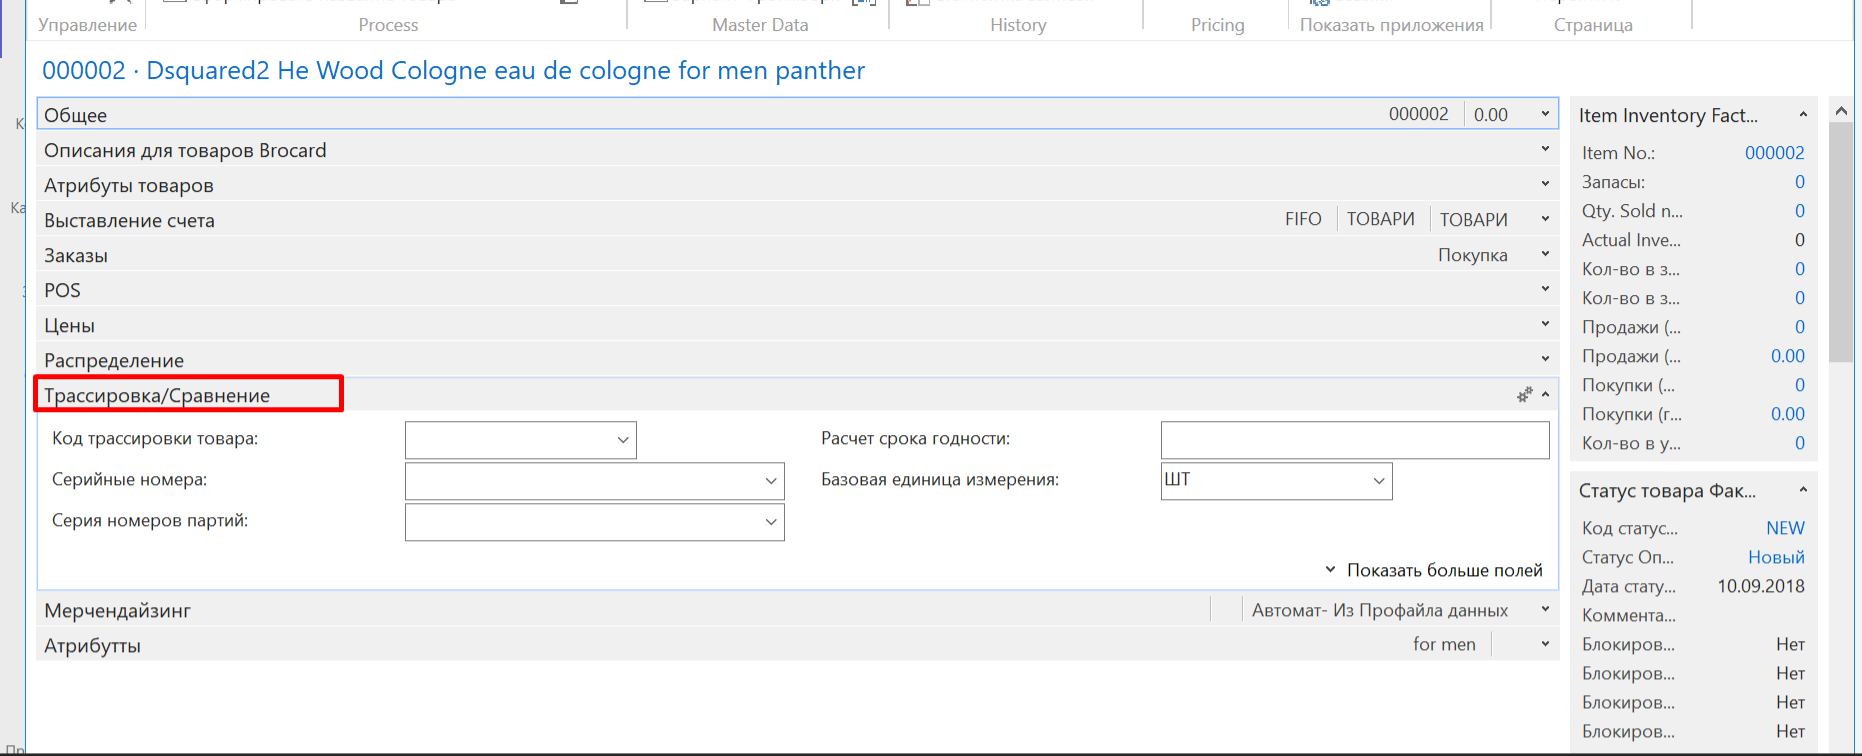 Управление Process Master Data History Pricing Показать приложения Страница
000002 · Dsquared2 He Wood Cologne eau de cologne for men panther
Общее 000002 0.00
Описания для товаров Brocard
Атрибуты товаров
Выставление счета FIFO ТОВАРИ ТОВАРИ
Заказы Покупка
POS
Цены
Распределение
Трассировка/Сравнение
Код трассировки товара: Расчет срока годности:
Серийные номера: Базовая единица измерения: ШТ
Серия номеров партий:
Показать больше полей
Мерчендайзинг Автомат- Из Профайла данных
Атрибутты for men
Item Inventory Fact...
Item No.: 000002
Запасы: 0
Qty. Sold n... 0
Actual Inve... 0
Кол-во в з... 0
Кол-во в з... 0
Продажи (... 0
Продажи (... 0.00
Покупки (... 0
Покупки (г... 0.00
Кол-во в у... 0
Статус товара Фак...
Код статус... NEW
Статус Оп... Новый
Дата стату... 10.09.2018
Коммента...
Блокиров... Нет
Блокиров... Нет
Блокиров... Нет
Блокиров... Нет